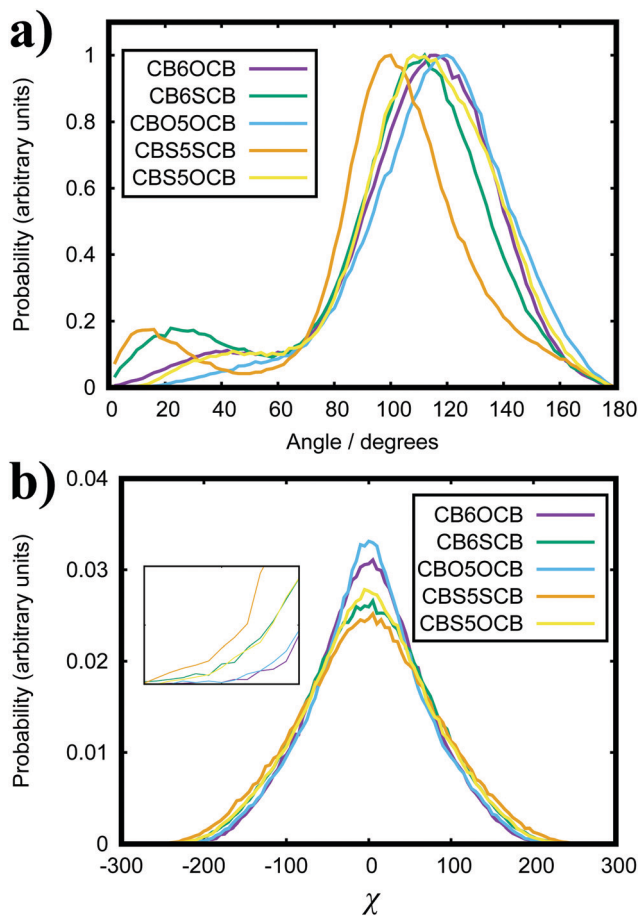 a)
Probability (arbitrary units)
1
0.8
0.6
0.4
0.2
0
CB6OCB
CB6SCB
CBO5OCB
CBS5SCB
CBS5OCB
0 20 40 60 80 100 120 140 160 180
Angle / degrees
b)
Probability (arbitrary units)
0.04
0.03
0.02
0.01
0
CB6OCB
CB6SCB
CBO5OCB
CBS5SCB
CBS5OCB
-300 -200 -100 0 100 200 300
χ